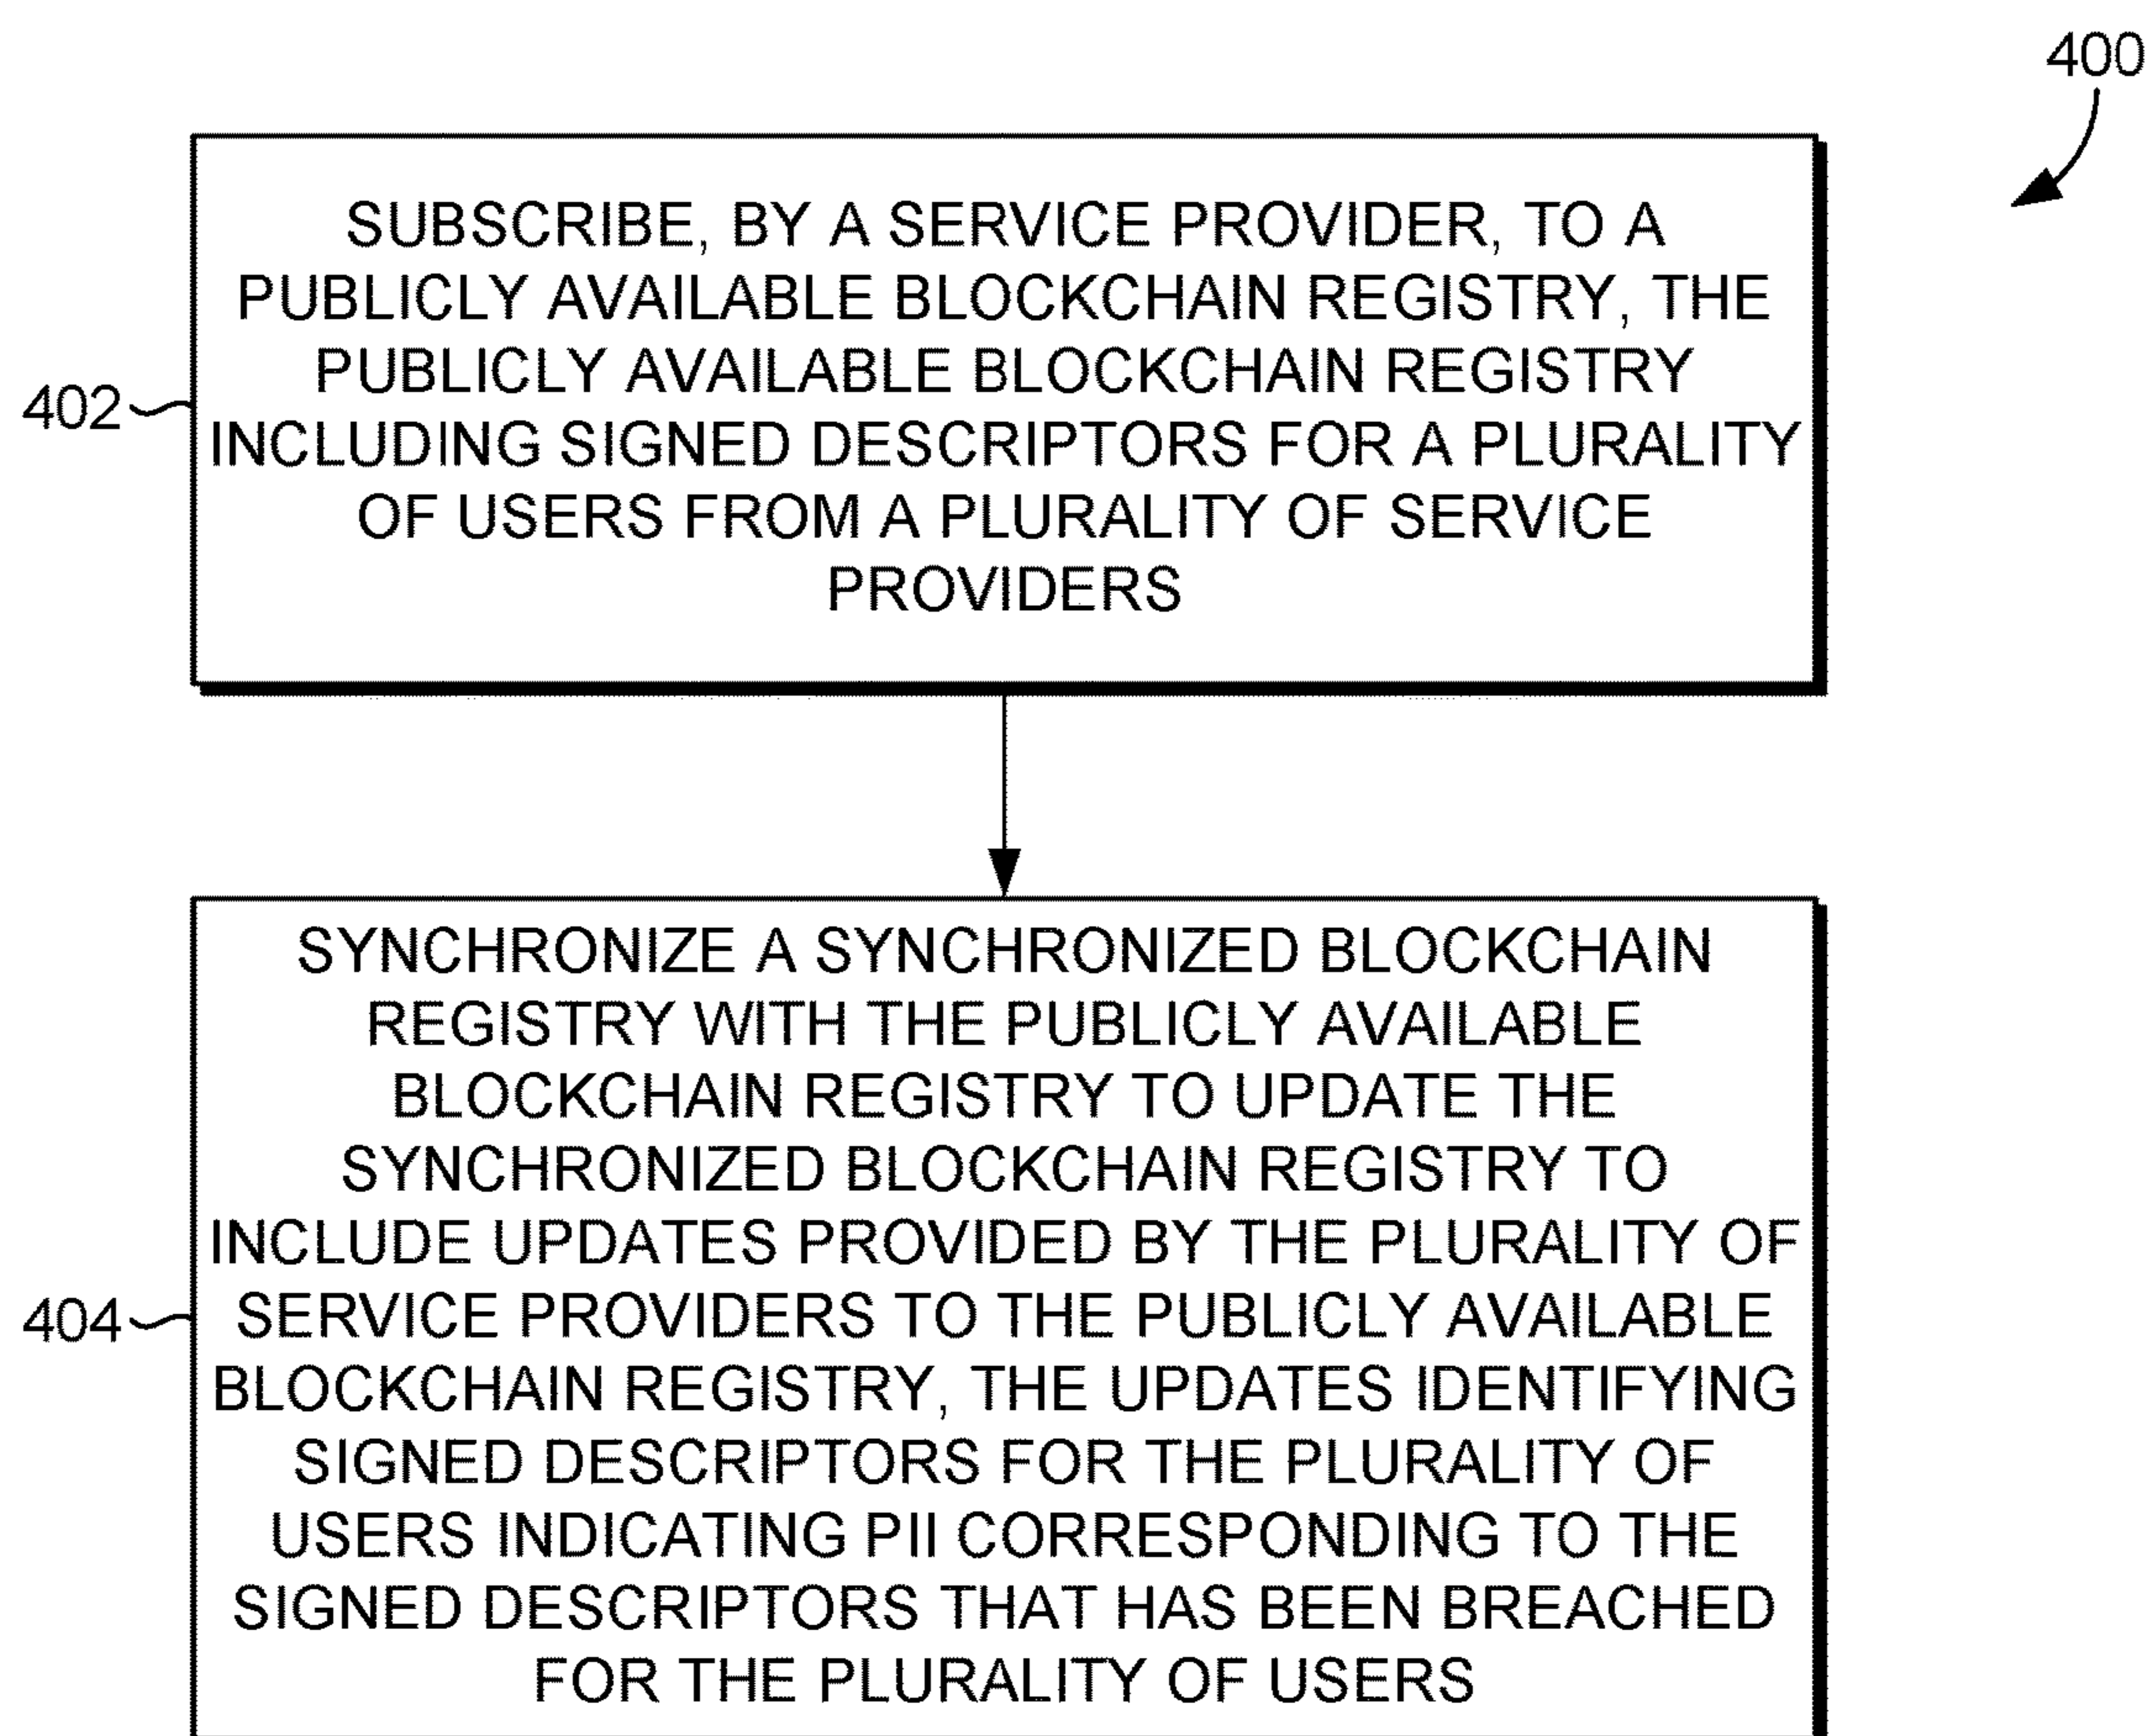 400
SUBSCRIBE, BY A SERVICE PROVIDER, TO A
PUBLICLY AVAILABLE BLOCKCHAIN REGISTRY, THE
PUBLICLY AVAILABLE BLOCKCHAIN REGISTRY
INCLUDING SIGNED DESCRIPTORS FOR A PLURALITY
OF USERS FROM A PLURALITY OF SERVICE
PROVIDERS
402
SYNCHRONIZE A SYNCHRONIZED BLOCKCHAIN
REGISTRY WITH THE PUBLICLY AVAILABLE
BLOCKCHAIN REGISTRY TO UPDATE THE
SYNCHRONIZED BLOCKCHAIN REGISTRY TO
INCLUDE UPDATES PROVIDED BY THE PLURALITY OF
SERVICE PROVIDERS TO THE PUBLICLY AVAILABLE
BLOCKCHAIN REGISTRY, THE UPDATES IDENTIFYING
SIGNED DESCRIPTORS FOR THE PLURALITY OF
USERS INDICATING PII CORRESPONDING TO THE
SIGNED DESCRIPTORS THAT HAS BEEN BREACHED
FOR THE PLURALITY OF USERS
404